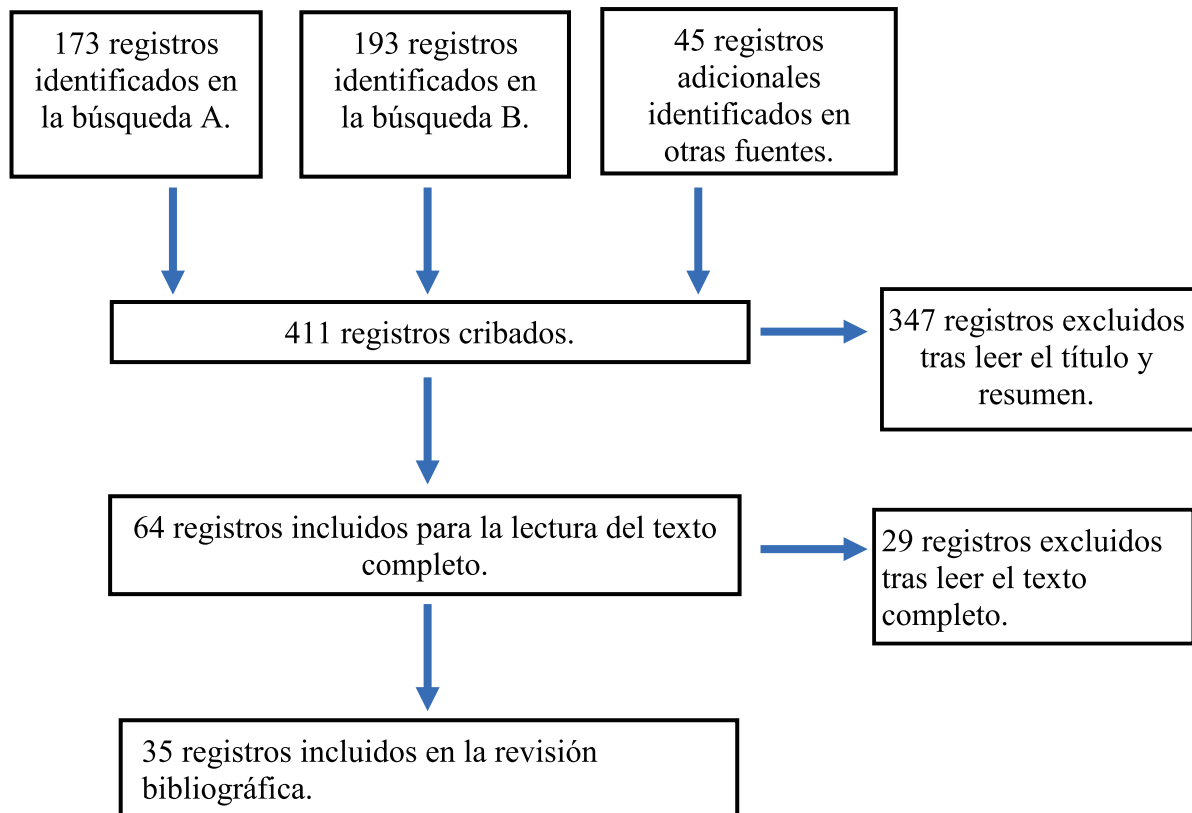 173 registros
identificados en
la búsqueda A.
193 registros
identificados en
la búsqueda B.
45 registros
adicionales
identificados en
otras fuentes.
411 registros cribados.
347 registros excluidos
tras leer el título y
resumen.
64 registros incluidos para la lectura del texto
completo.
29 registros excluidos
tras leer el texto
completo.
35 registros incluidos en la revisión
bibliográfica.